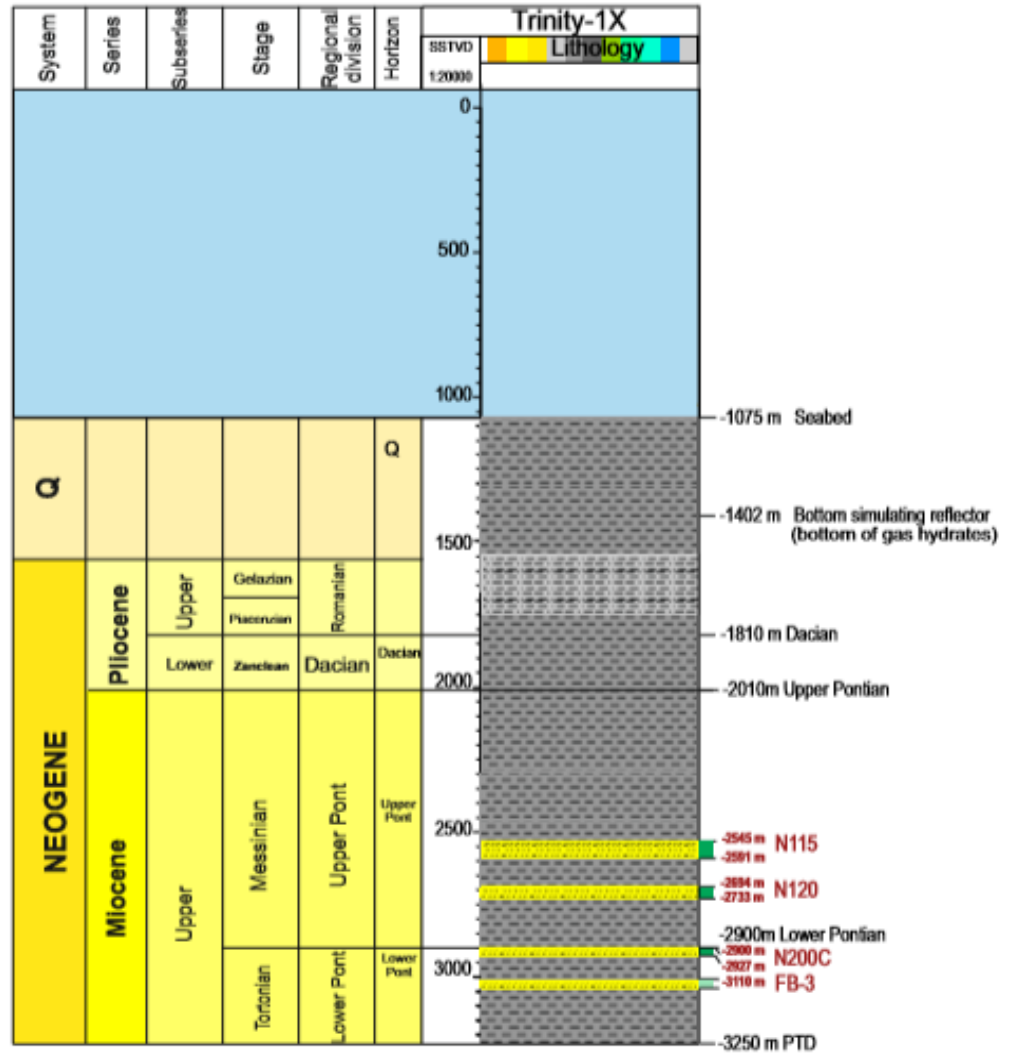 Trinity-1X
System
Series
Subseries
Stage
Regional division
Horizon
SSTVD
1:20000
Lithology
0
500
1000
-1075 m Seabed
Q
Q
-1402 m Bottom simulating reflector
(bottom of gas hydrates)
1500
NEOGENE
Pliocene
Upper
Gelazian
Piacenzian
Romanian
-1810 m Dacian
Lower
Zanclean
Dacian
Dacian
2000
-2010m Upper Pontian
Miocene
Upper
Messinian
Upper Pont
Upper
Pont
2500
-2545 m
-2591 m
N115
-2694 m
-2733 m
N120
-2900m Lower Pontian
Tortonian
Lower Pont
Lower
Pont
3000
-2900 m
-2927 m
N200C
-3110 m FB-3
-3250 m PTD